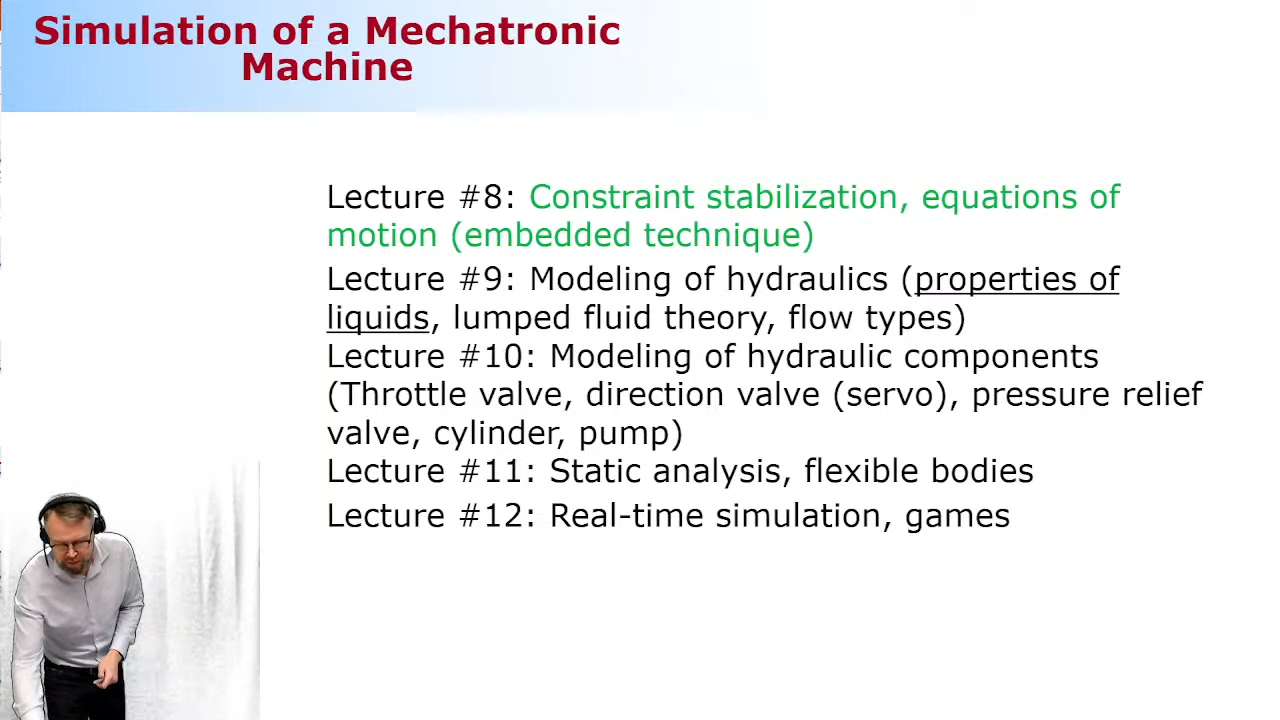 Simulation of a Mechatronic
Machine
Lecture #8: Constraint stabilization, equations of
motion (embedded technique)
Lecture #9: Modeling of hydraulics (properties of
liquids, lumped fluid theory, flow types)
Lecture #10: Modeling of hydraulic components
(Throttle valve, direction valve (servo), pressure relief
valve, cylinder, pump)
Lecture #11: Static analysis, flexible bodies
Lecture #12: Real-time simulation, games